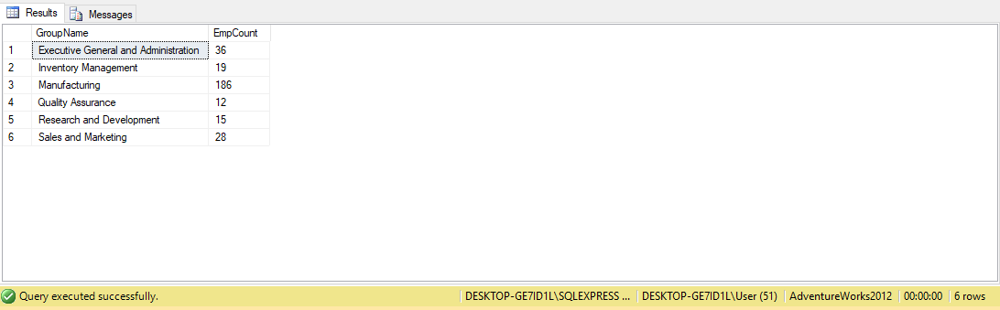 Results Messages
GroupName EmpCount
1 Executive General and Administration 36
2 Inventory Management 19
3 Manufacturing 186
4 Quality Assurance 12
5 Research and Development 15
6 Sales and Marketing 28
Query executed successfully. DESKTOP-GE7ID1L\SQLEXPRESS ... DESKTOP-GE7ID1L\User (51) AdventureWorks2012 00:00:00 6 rows